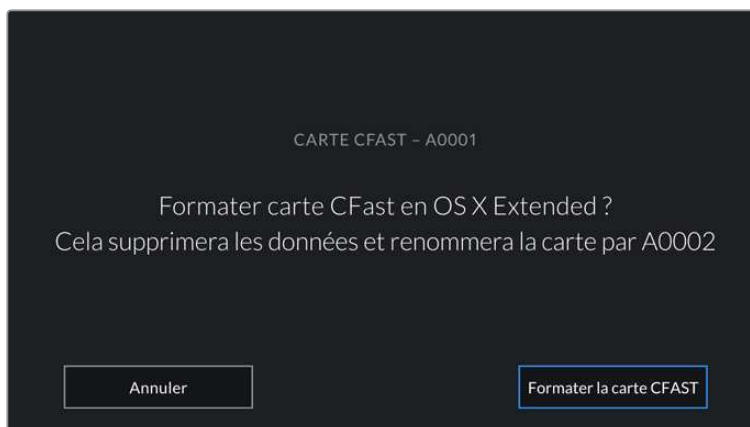 CARTE CFAST – A0001
Formater carte CFast en OS X Extended ?
Cela supprimera les données et renommera la carte par A0002
Annuler
Formater la carte CFAST